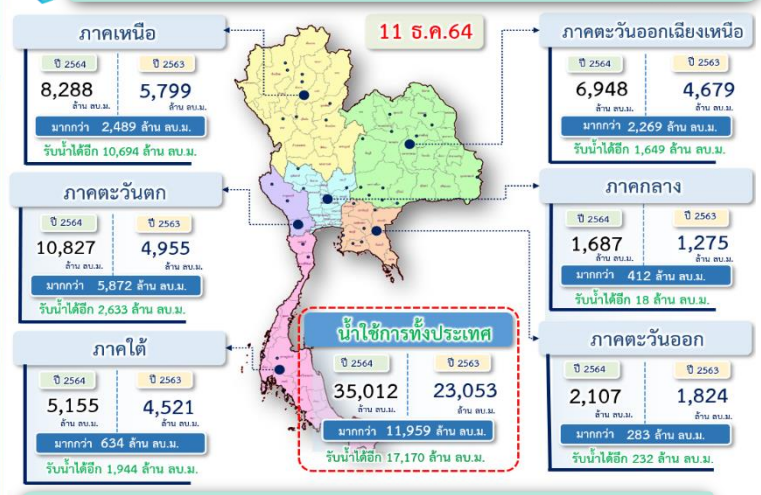 11 ธ.ค.64
ภาคเหนือ
ปี 2564 ปี 2563
8,288 5,799
ล้าน ลบ.ม. ล้าน ลบ.ม.
มากกว่า 2,489 ล้าน ลบ.ม.
รับน้ำได้อีก 10,694 ล้าน ลบ.ม.
ภาคตะวันออกเฉียงเหนือ
ปี 2564 ปี 2563
6,948 4,679
ล้าน ลบ.ม. ล้าน ลบ.ม.
มากกว่า 2,269 ล้าน ลบ.ม.
รับน้ำได้อีก 1,649 ล้าน ลบ.ม.
ภาคตะวันตก
ปี 2564 ปี 2563
10,827 4,955
ล้าน ลบ.ม. ล้าน ลบ.ม.
มากกว่า 5,872 ล้าน ลบ.ม.
รับน้ำได้อีก 2,633 ล้าน ลบ.ม.
ภาคกลาง
ปี 2564 ปี 2563
1,687 1,275
ล้าน ลบ.ม. ล้าน ลบ.ม.
มากกว่า 412 ล้าน ลบ.ม.
รับน้ำได้อีก 18 ล้าน ลบ.ม.
ภาคใต้
ปี 2564 ปี 2563
5,155 4,521
ล้าน ลบ.ม. ล้าน ลบ.ม.
มากกว่า 634 ล้าน ลบ.ม.
รับน้ำได้อีก 1,944 ล้าน ลบ.ม.
น้ำใช้การทั้งประเทศ
ปี 2564 ปี 2563
35,012 23,053
ล้าน ลบ.ม. ล้าน ลบ.ม.
มากกว่า 11,959 ล้าน ลบ.ม.
รับน้ำได้อีก 17,170 ล้าน ลบ.ม.
ภาคตะวันออก
ปี 2564 ปี 2563
2,107 1,824
ล้าน ลบ.ม. ล้าน ลบ.ม.
มากกว่า 283 ล้าน ลบ.ม.
รับน้ำได้อีก 232 ล้าน ลบ.ม.